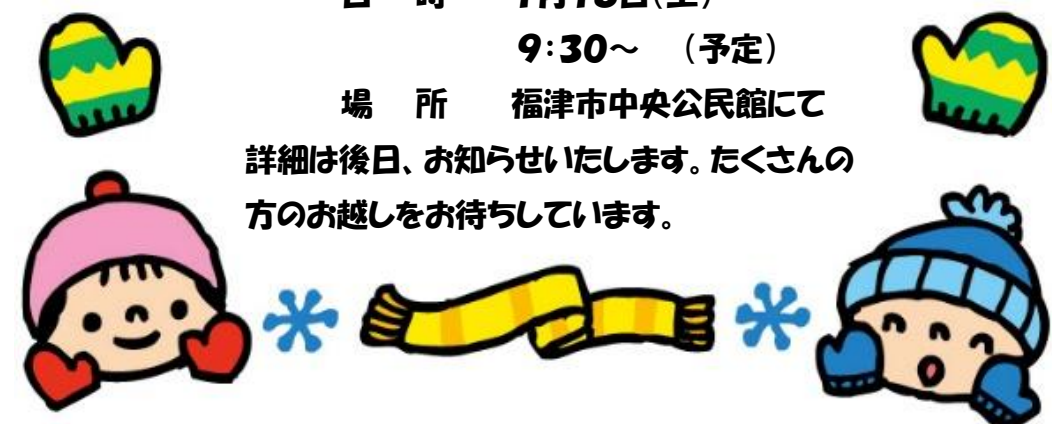 9:30～ （予定）
場 所 福津市中央公民館にて
詳細は後日、お知らせいたします。たくさんの
方のお越しをお待ちしています。